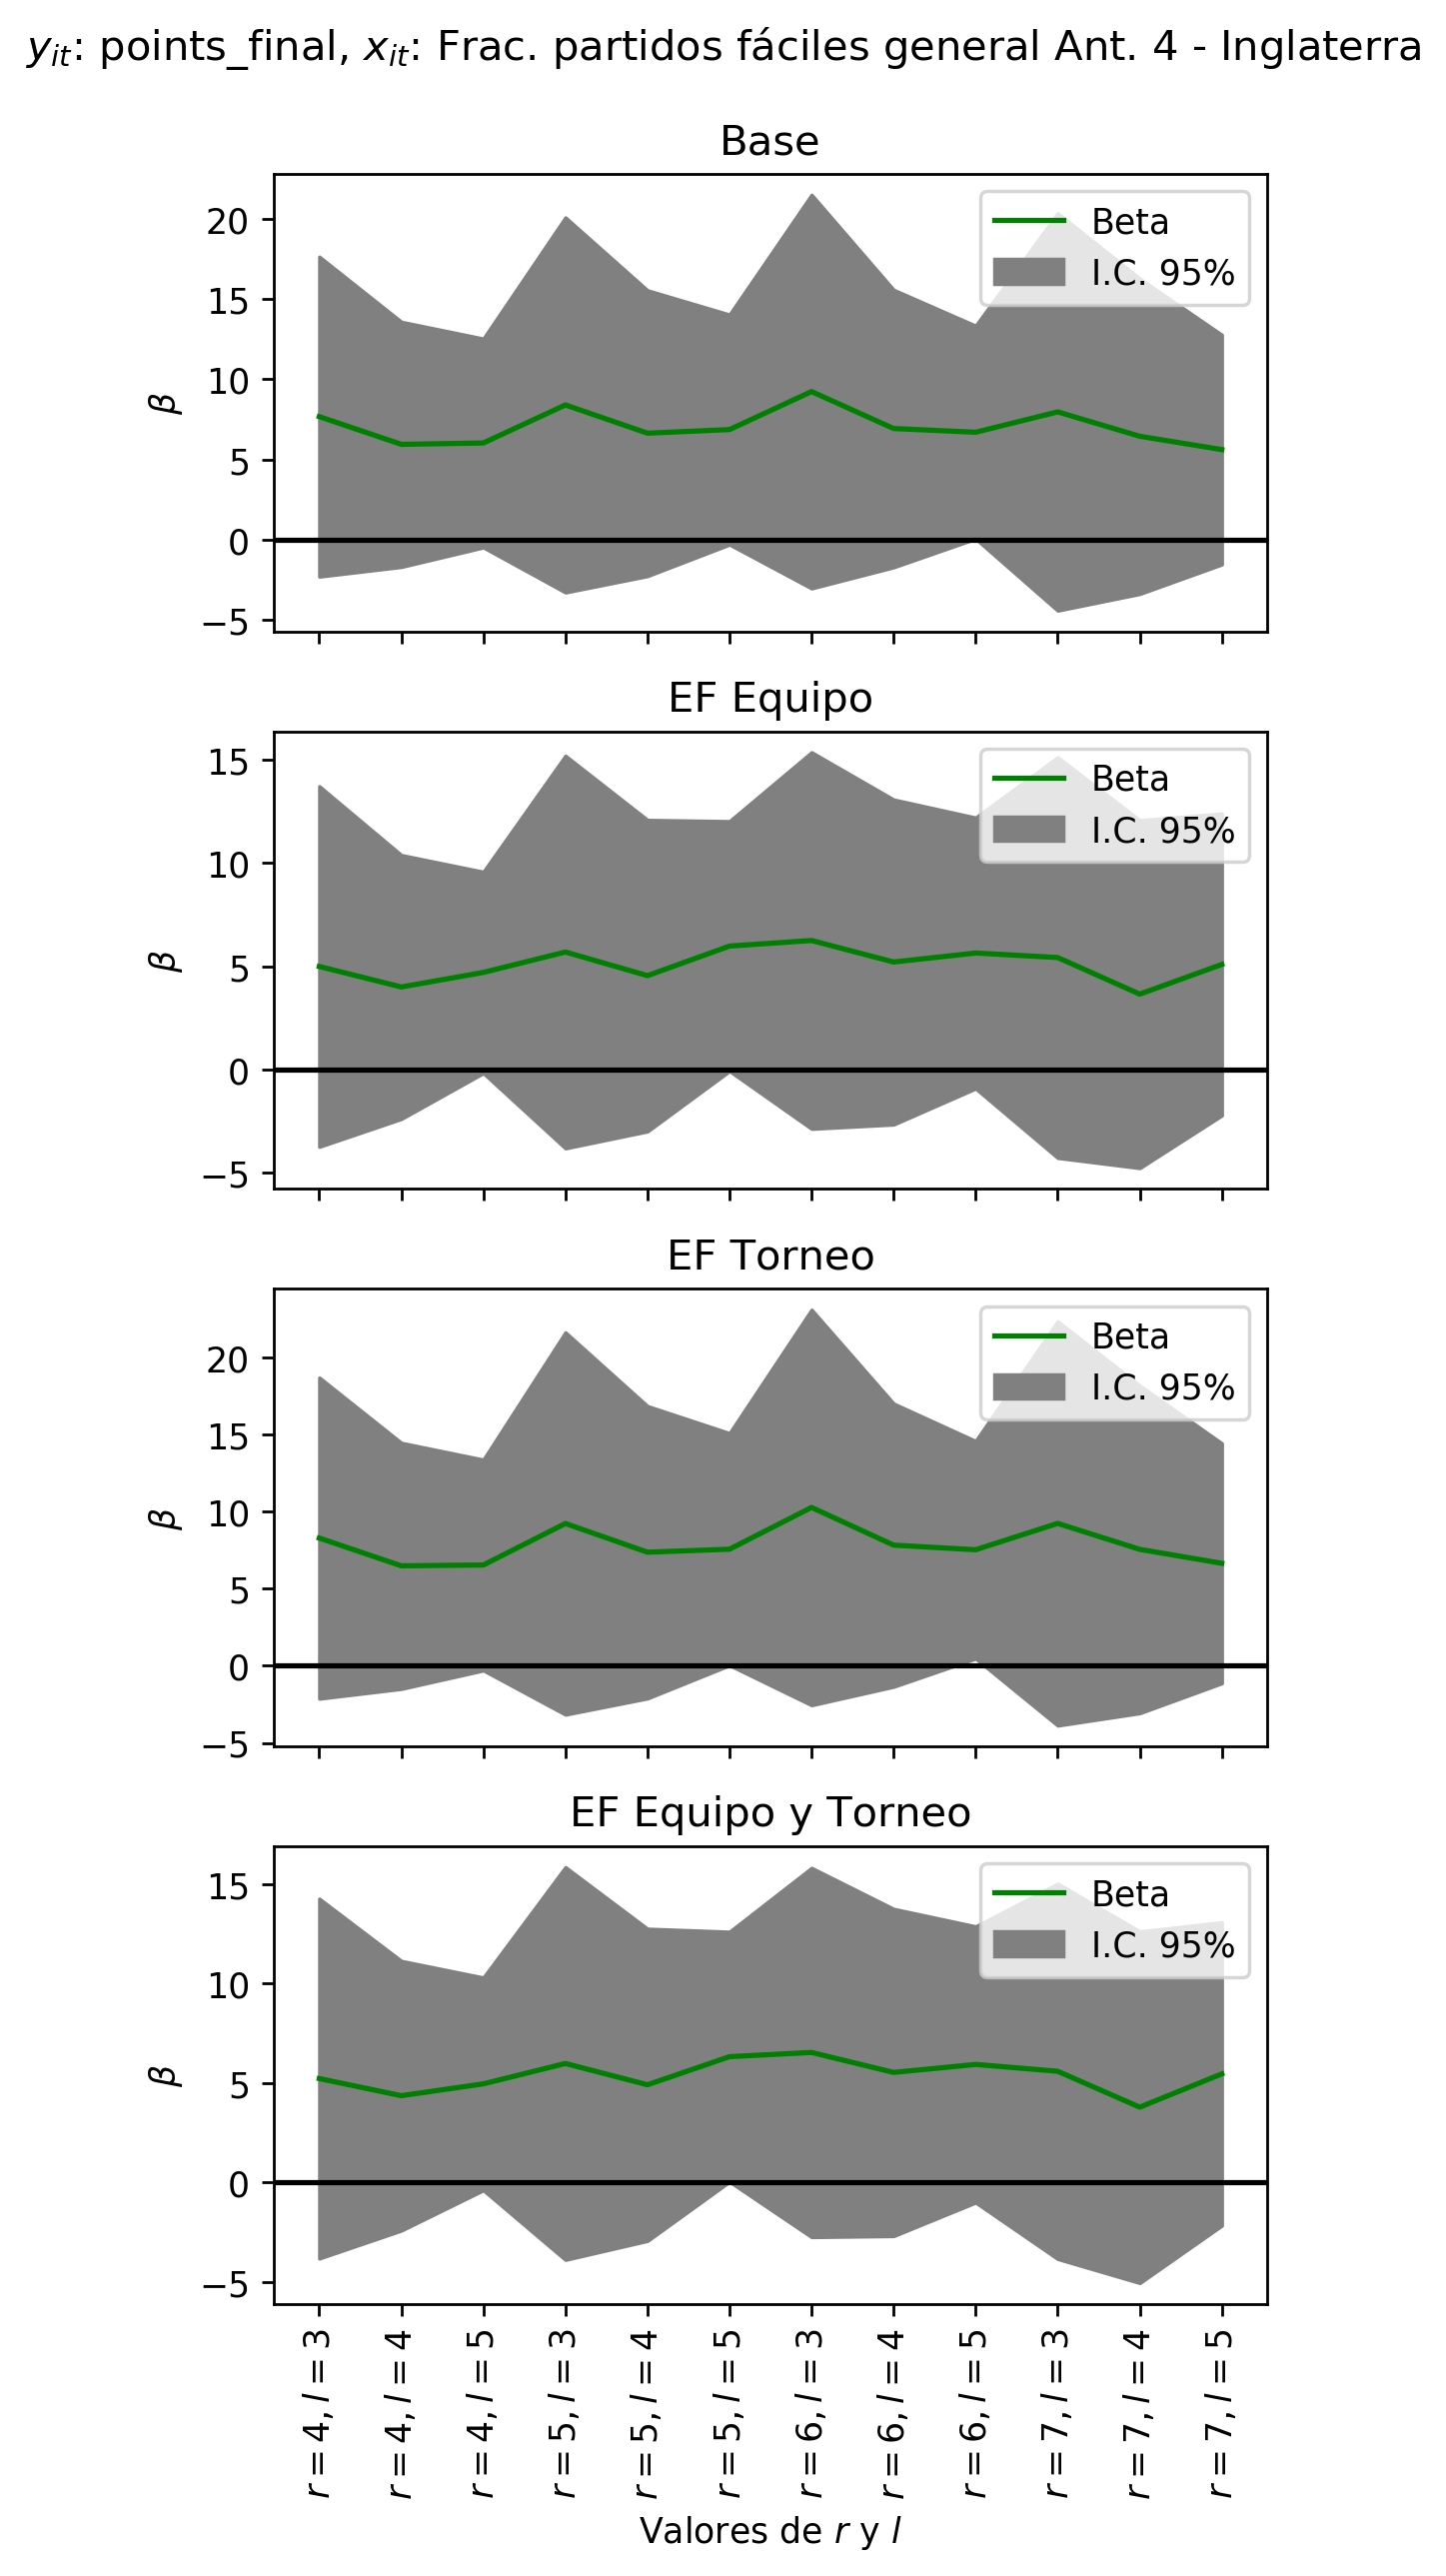 y_it: points_final, x_it: Frac. partidos fáciles general Ant. 4 - Inglaterra
Base
20
15
10
5
0
−5
β
Beta
I.C. 95%
EF Equipo
15
10
5
0
−5
β
Beta
I.C. 95%
EF Torneo
20
15
10
5
0
−5
β
Beta
I.C. 95%
EF Equipo y Torneo
15
10
5
0
−5
β
Beta
I.C. 95%
r = 4, l = 3
r = 4, l = 4
r = 4, l = 5
r = 5, l = 3
r = 5, l = 4
r = 5, l = 5
r = 6, l = 3
r = 6, l = 4
r = 6, l = 5
r = 7, l = 3
r = 7, l = 4
r = 7, l = 5
Valores de r y l